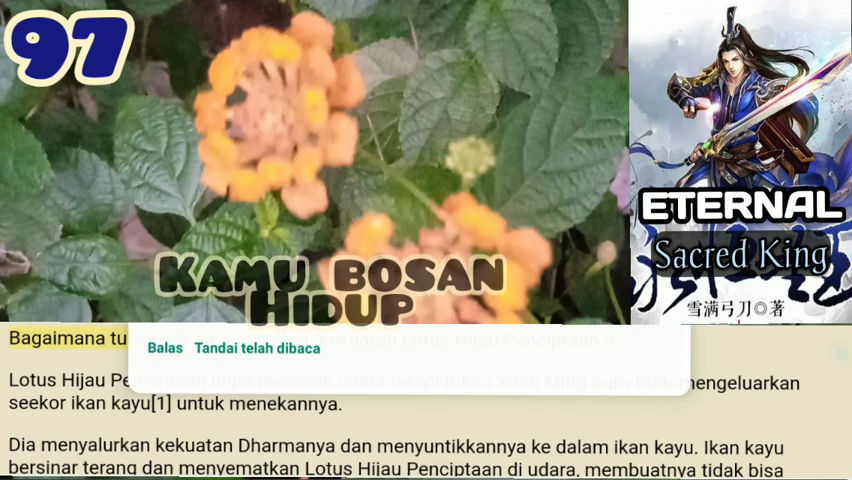 97
ETERNAL
Sacred King
雪满弓刀◎著
KAMU BOSAN
HIDUP
Bagaimana kekuatan Lotus Hijau Penciptaan?!
Balas Tandai telah dibaca
Lotus Hijau Penciptaan ingin merobek udara tetapi Biksu Xuan Ming buru-buru mengeluarkan
seekor ikan kayu[1] untuk menekannya.
Dia menyalurkan kekuatan Dharmanya dan menyuntikkannya ke dalam ikan kayu. Ikan kayu
bersinar terang dan menyematkan Lotus Hijau Penciptaan di udara, membuatnya tidak bisa